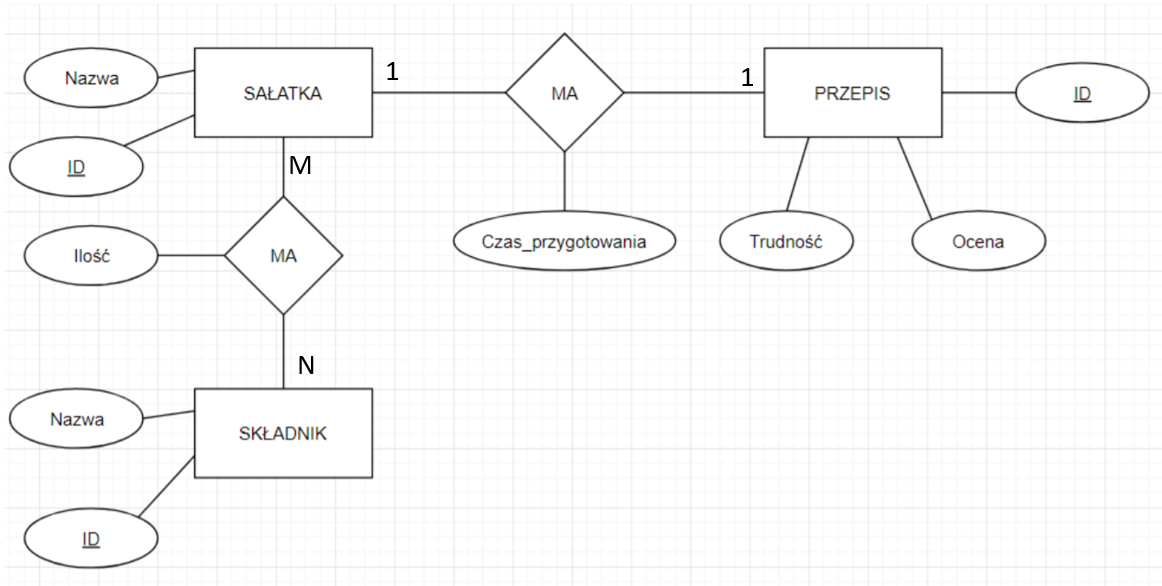 Nazwa
SAŁATKA
1
MA
1
PRZEPIS
ID
ID
M
Ilość
MA
Czas_przygotowania
Trudność
Ocena
N
Nazwa
SKŁADNIK
ID